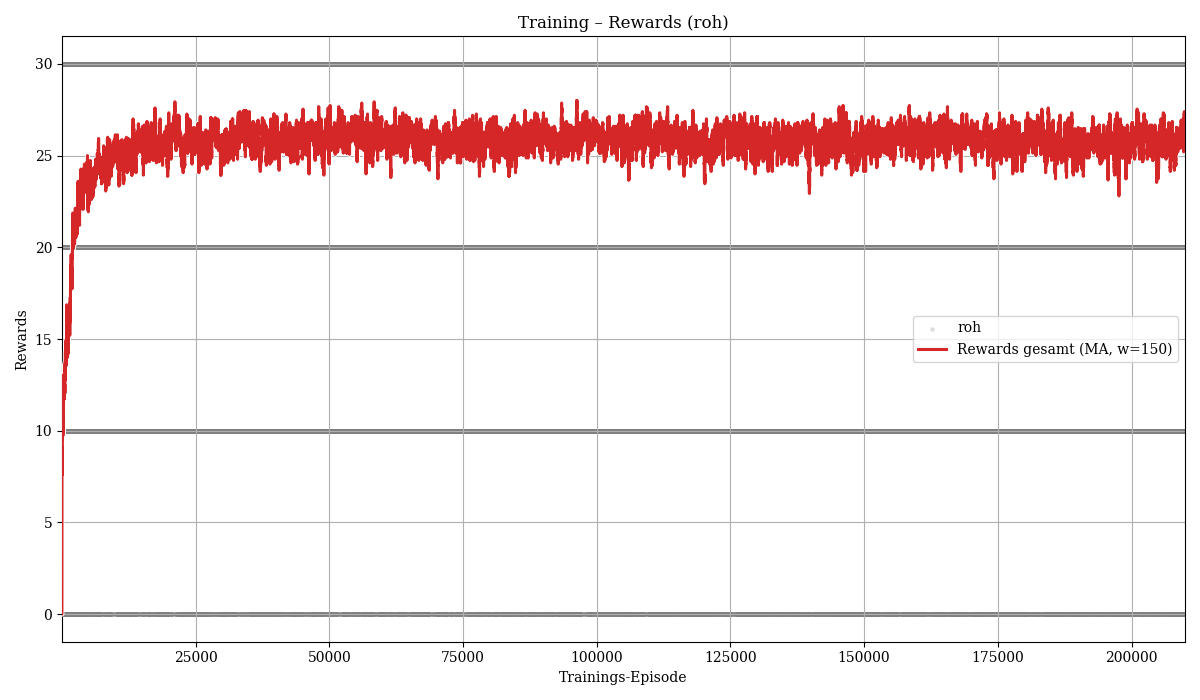 Training – Rewards (roh)
Rewards
30
25
20
15
10
5
0
roh
Rewards gesamt (MA, w=150)
25000 50000 75000 100000 125000 150000 175000 200000
Trainings-Episode